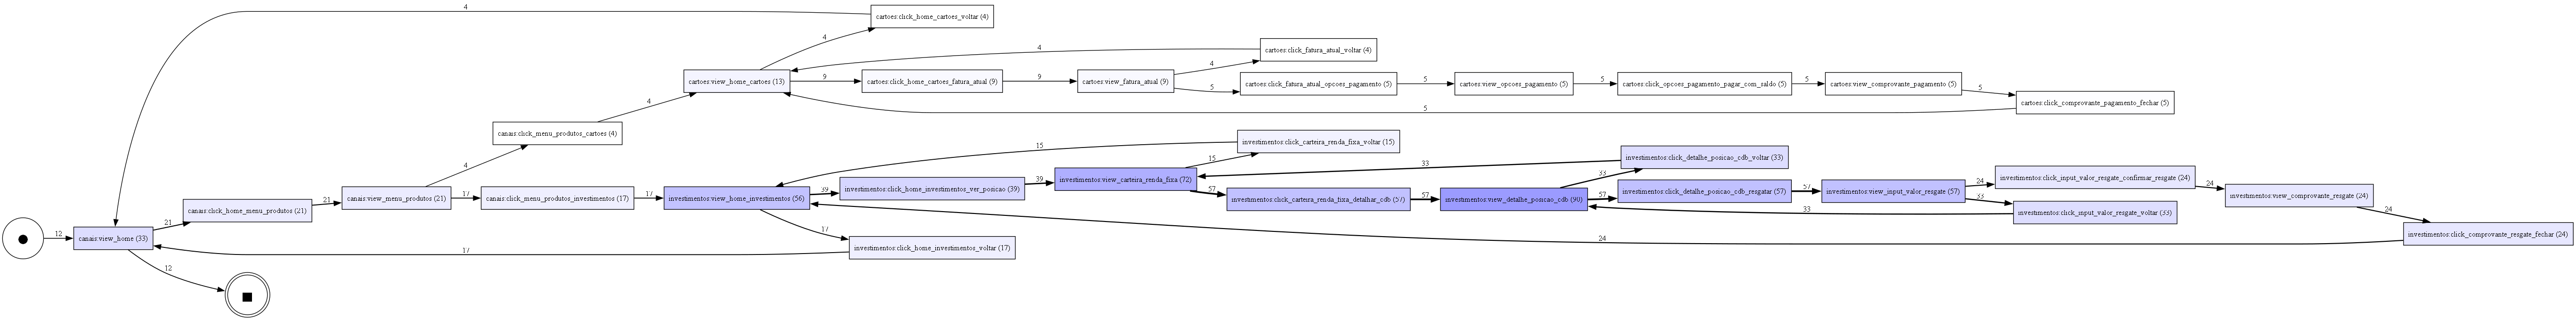 4
cartoes:click_home_cartoes_voltar (4)
4
cartoes:click_fatura_atual_voltar (4)
4
cartoes:view_home_cartoes (13)
9
cartoes:click_home_cartoes_fatura_atual (9)
9
cartoes:view_fatura_atual (9)
4
5
cartoes:click_fatura_atual_opcoes_pagamento (5)
5
cartoes:view_opcoes_pagamento (5)
5
cartoes:click_opcoes_pagamento_pagar_com_saldo (5)
5
cartoes:view_comprovante_pagamento (5)
5
cartoes:click_comprovante_pagamento_fechar (5)
5
4
canais:click_menu_produtos_cartoes (4)
4
15
investimentos:click_carteira_renda_fixa_voltar (15)
15
33
investimentos:click_detalhe_posicao_cdb_voltar (33)
33
12
canais:view_home (33)
21
canais:click_home_menu_produtos (21)
21
canais:view_menu_produtos (21)
17
canais:click_menu_produtos_investimentos (17)
17
investimentos:view_home_investimentos (56)
39
investimentos:click_home_investimentos_ver_posicao (39)
39
investimentos:view_carteira_renda_fixa (72)
57
investimentos:click_carteira_renda_fixa_detalhar_cdb (57)
57
investimentos:view_detalhe_posicao_cdb (90)
57
investimentos:click_detalhe_posicao_cdb_resgatar (57)
57
investimentos:view_input_valor_resgate (57)
24
investimentos:click_input_valor_resgate_confirmar_resgate (24)
24
investimentos:view_comprovante_resgate (24)
24
33
investimentos:click_input_valor_resgate_voltar (33)
33
investimentos:click_comprovante_resgate_fechar (24)
24
17
investimentos:click_home_investimentos_voltar (17)
17
12